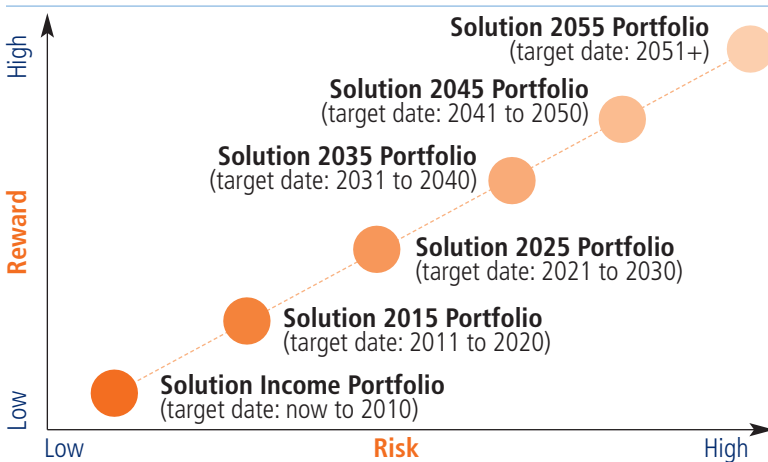 Solution 2055 Portfolio
(target date: 2051+)
High
Solution 2045 Portfolio
(target date: 2041 to 2050)
Solution 2035 Portfolio
(target date: 2031 to 2040)
Reward
Solution 2025 Portfolio
(target date: 2021 to 2030)
Solution 2015 Portfolio
(target date: 2011 to 2020)
Solution Income Portfolio
(target date: now to 2010)
Low
Low Risk High